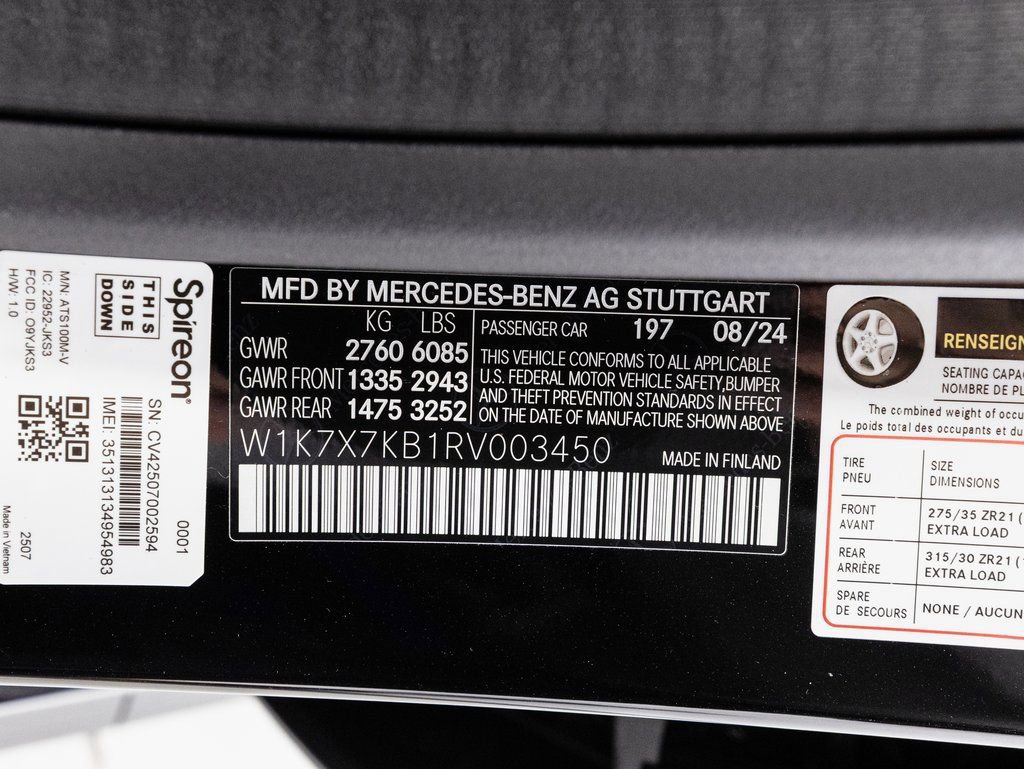 Spireon®
THIS
SIDE
DOWN
M/N: ATS100M-V
IC: 22952-JKS3
FCC ID: O9YJKS3
H/W: 1.0
0001
SN: CV42507002594
IMEI: 351313134954983
2507
Made in Vietnam
MFD BY MERCEDES-BENZ AG STUTTGART
KG LBS
GVWR 2760 6085
GAWR FRONT 1335 2943
GAWR REAR 1475 3252
PASSENGER CAR 197 08/24
THIS VEHICLE CONFORMS TO ALL APPLICABLE
U.S. FEDERAL MOTOR VEHICLE SAFETY,BUMPER
AND THEFT PREVENTION STANDARDS IN EFFECT
ON THE DATE OF MANUFACTURE SHOWN ABOVE
W1K7X7KB1RV003450
MADE IN FINLAND
RENSEIGN
SEATING CAPA
NOMBRE DE PL
The combined weight of occu
Le poids total des occupants et du
TIRE
PNEU
SIZE
DIMENSIONS
FRONT
AVANT
275/35 ZR21 (
EXTRA LOAD
REAR
ARRIÈRE
315/30 ZR21 (
EXTRA LOAD
SPARE
DE SECOURS
NONE / AUCUN